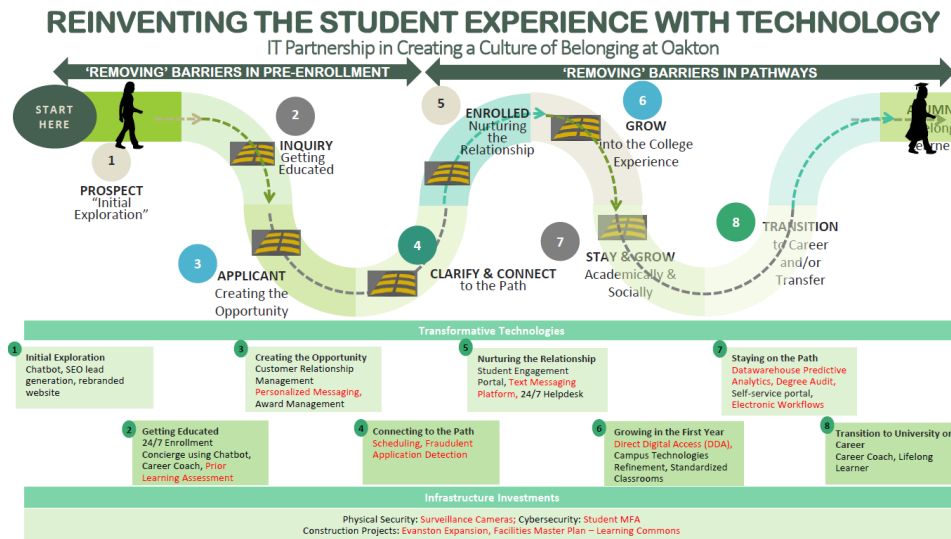 REINVENTING THE STUDENT EXPERIENCE WITH TECHNOLOGY
IT Partnership in Creating a Culture of Belonging at Oakton
‘REMOVING’ BARRIERS IN PRE-ENROLLMENT
‘REMOVING’ BARRIERS IN PATHWAYS
START
HERE
1
PROSPECT
“Initial
Exploration”
2
INQUIRY
Getting
Educated
3
APPLICANT
Creating the
Opportunity
4
CLARIFY & CONNECT
to the Path
5
ENROLLED
Nurturing
the
Relationship
6
GROW
into the College
Experience
7
STAY & GROW
Academically &
Socially
8
TRANSITION
to Career
and/or
Transfer
Transformative Technologies
1
Initial Exploration
Chatbot, SEO lead
generation, rebranded
website
3
Creating the Opportunity
Customer Relationship
Management
Personalized Messaging,
Award Management
5
Nurturing the Relationship
Student Engagement
Portal, Text Messaging
Platform, 24/7 Helpdesk
7
Staying on the Path
Datawarehouse Predictive
Analytics, Degree Audit,
Self-service portal,
Electronic Workflows
2
Getting Educated
24/7 Enrollment
Concierge using Chatbot,
Career Coach, Prior
Learning Assessment
4
Connecting to the Path
Scheduling, Fraudulent
Application Detection
6
Growing in the First Year
Direct Digital Access (DDA),
Campus Technologies
Refinement, Standardized
Classrooms
8
Transition to University or
Career
Career Coach, Lifelong
Learner
Infrastructure Investments
Physical Security: Surveillance Cameras; Cybersecurity: Student MFA
Construction Projects: Evanston Expansion, Facilities Master Plan – Learning Commons